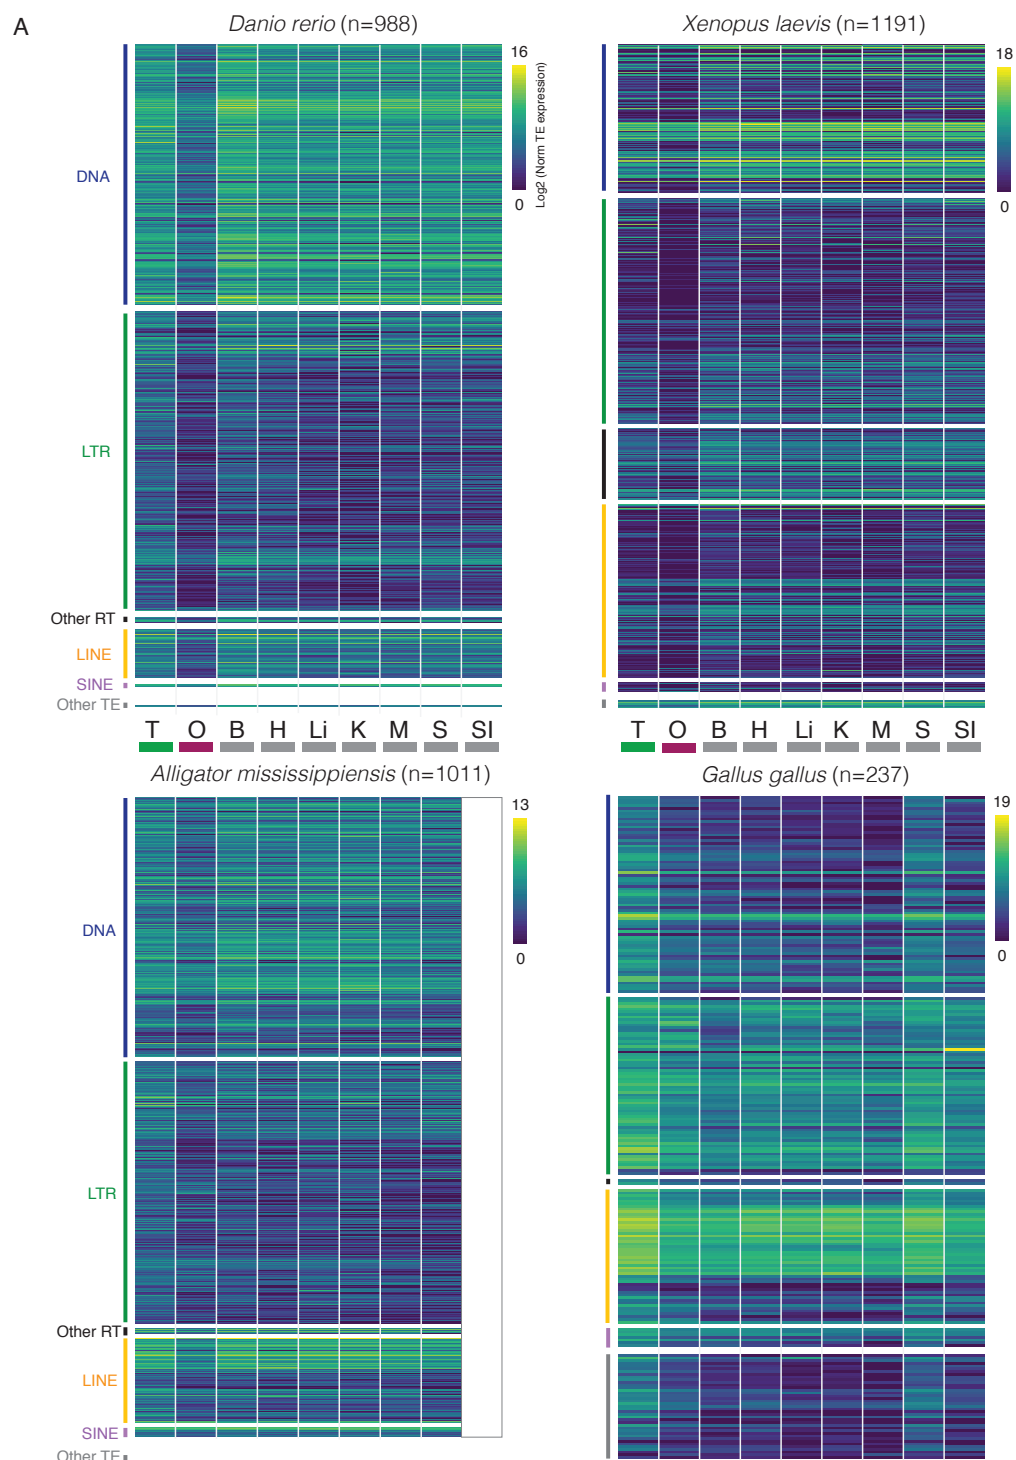 A
Danio rerio (n=988)
Xenopus laevis (n=1191)
16
0
Log2 (Norm TE expression)
18
0
DNA
LTR
Other RT
LINE
SINE
Other TE
T O B H Li K M S SI
T O B H Li K M S SI
Alligator mississippiensis (n=1011)
Gallus gallus (n=237)
13
0
19
0
DNA
LTR
Other RT
LINE
SINE
Other TE